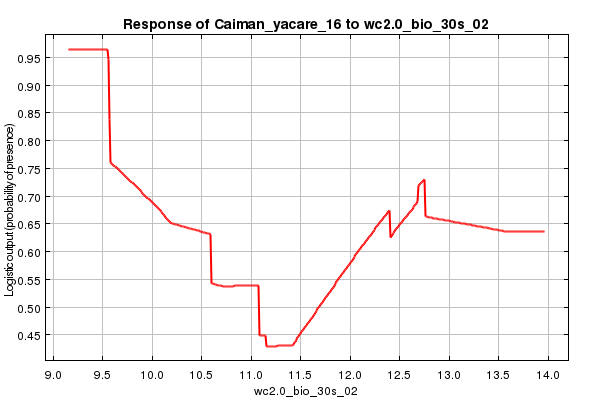 Response of Caiman_yacare_16 to wc2.0_bio_30s_02
Logistic output (probability of presence)
0.95
0.90
0.85
0.80
0.75
0.70
0.65
0.60
0.55
0.50
0.45
9.0 9.5 10.0 10.5 11.0 11.5 12.0 12.5 13.0 13.5 14.0
wc2.0_bio_30s_02